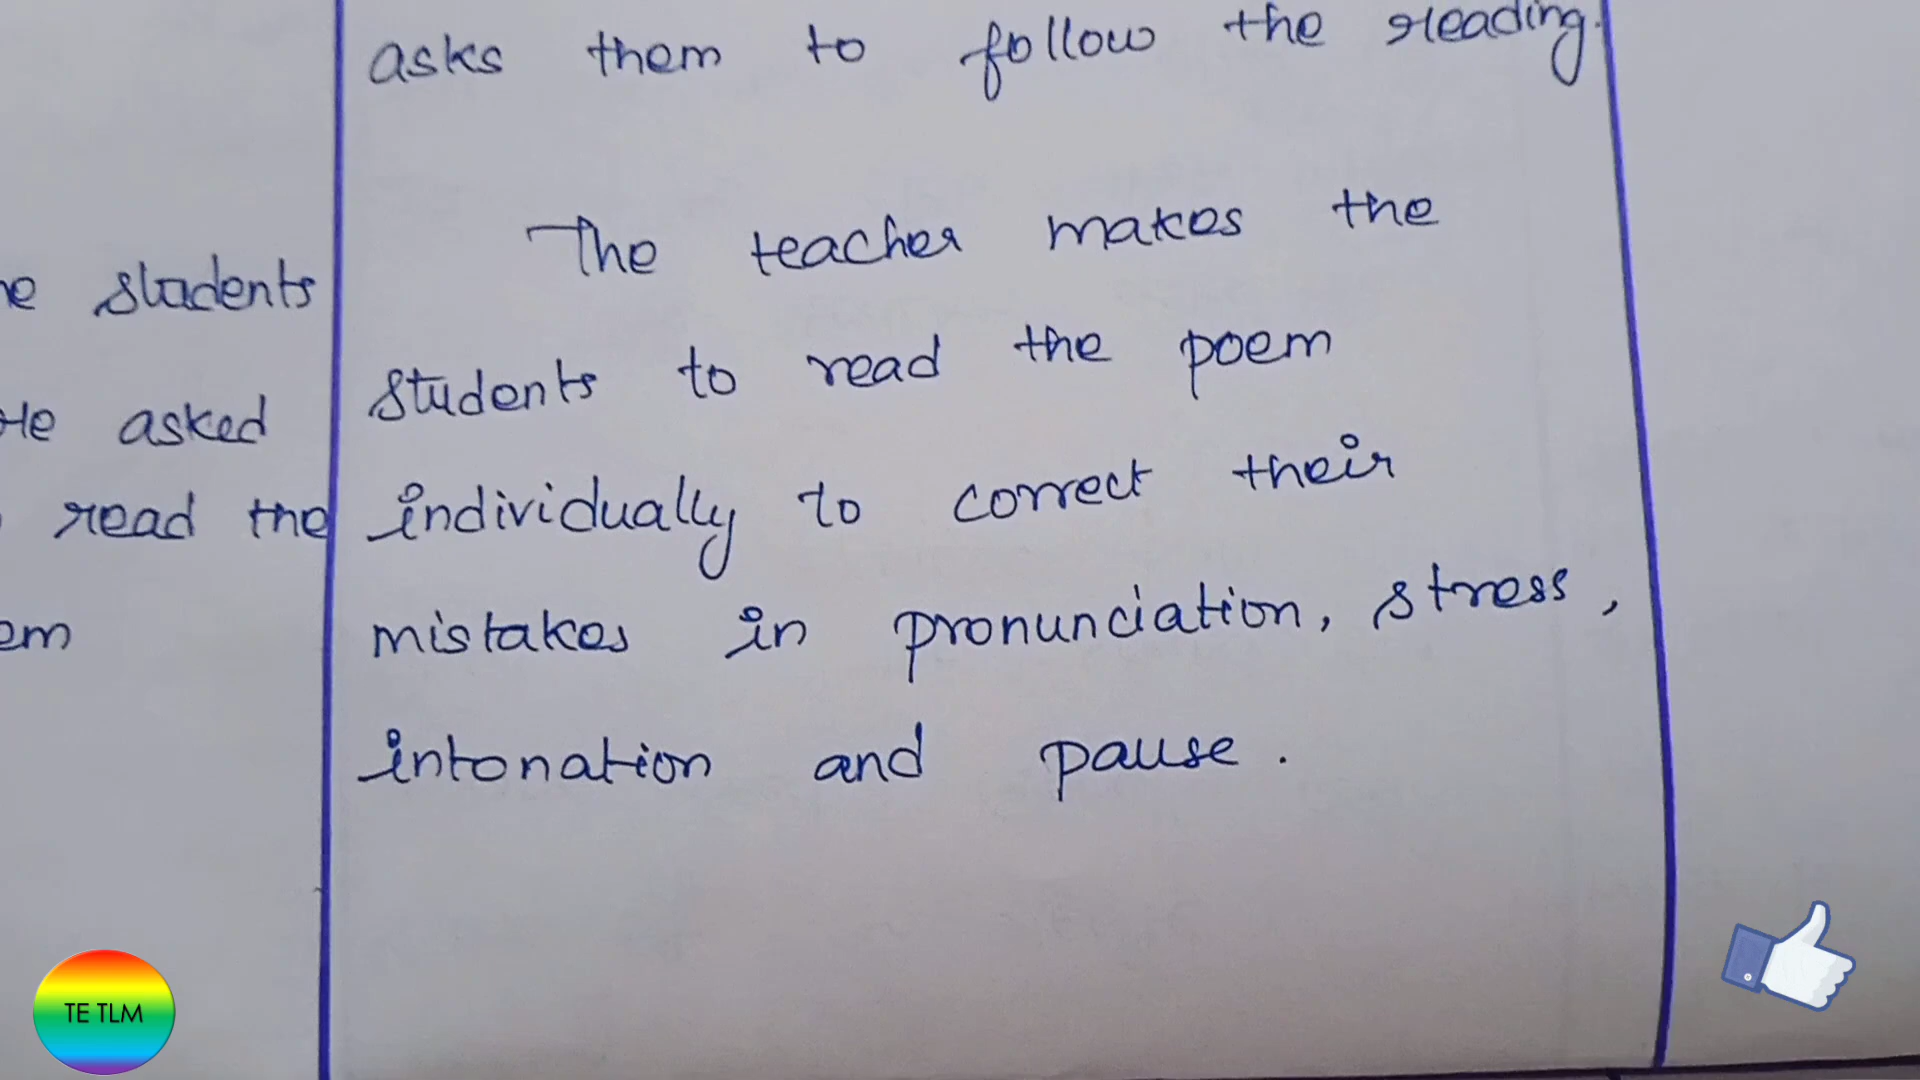 asks them to follow the reading.
The teacher makes the
students to read the poem
individually to correct their
mistakes in pronunciation, stress,
intonation and pause.
students
He asked
read the
TE TLM